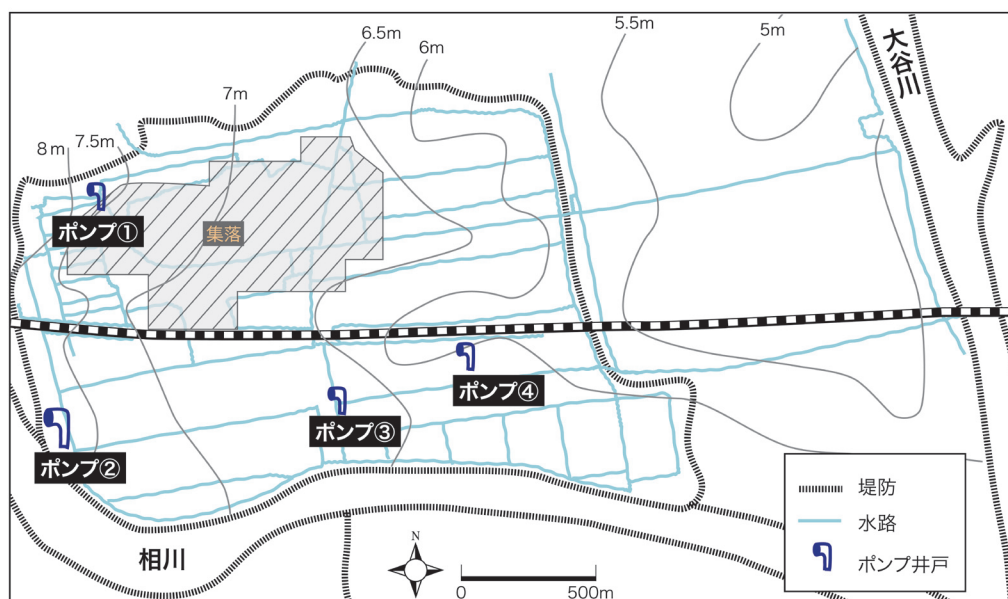 6.5m
6m
5.5m
5m
大谷川
7m
7.5m
8m
ポンプ①
集落
ポンプ④
ポンプ③
ポンプ②
相川
N
0
500m
堤防
水路
ポンプ井戸